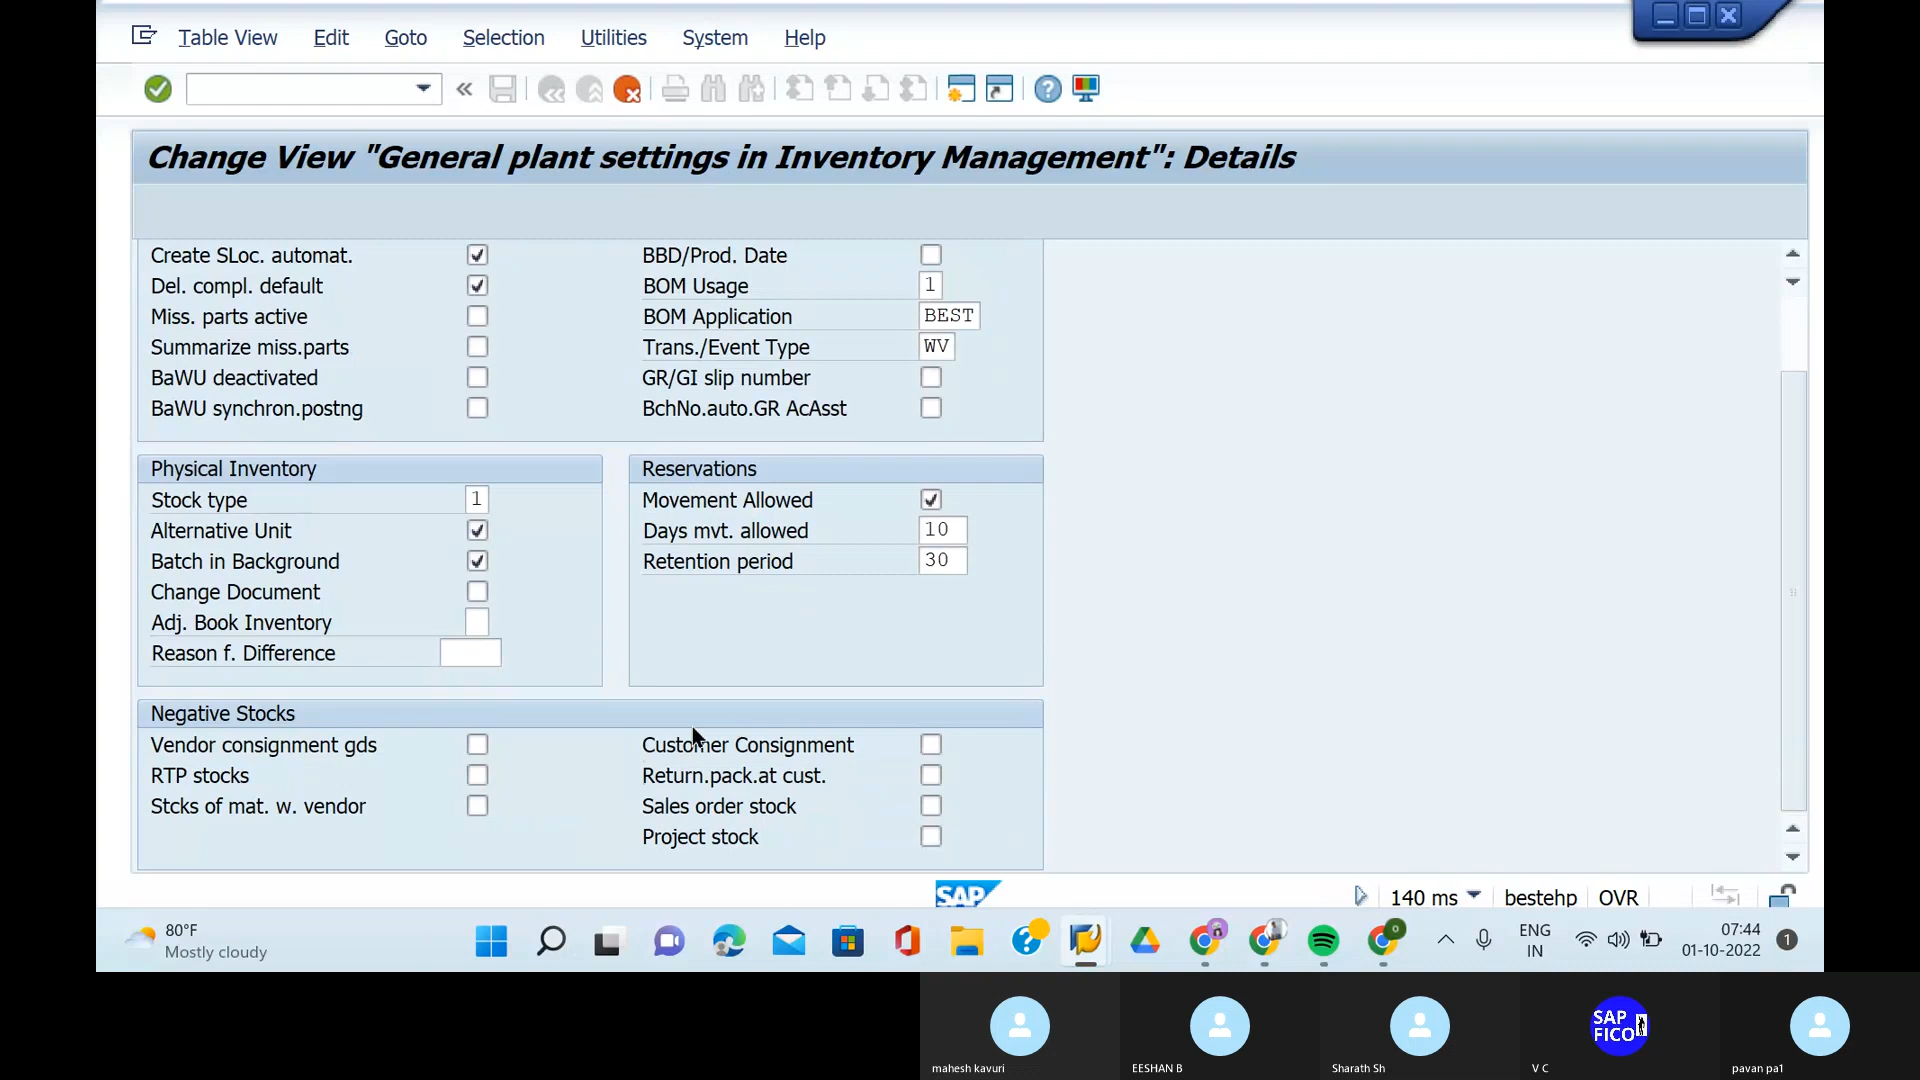 Table View Edit Goto Selection Utilities System Help
Change View "General plant settings in Inventory Management": Details
Create SLoc. automat. BBD/Prod. Date
Del. compl. default BOM Usage 1
Miss. parts active BOM Application BEST
Summarize miss.parts Trans./Event Type WV
BaWU deactivated GR/GI slip number
BaWU synchron.postng BchNo.auto.GR AcAsst
Physical Inventory Reservations
Stock type 1 Movement Allowed
Alternative Unit Days mvt. allowed 10
Batch in Background Retention period 30
Change Document
Adj. Book Inventory
Reason f. Difference
Negative Stocks
Vendor consignment gds Customer Consignment
RTP stocks Return.pack.at cust.
Stcks of mat. w. vendor Sales order stock
Project stock
SAP 140 ms bestehp OVR
80°F ENG 07:44
Mostly cloudy IN 01-10-2022 1
SAP
FICO
mahesh kavuri EESHAN B Sharath Sh V C pavan pa1